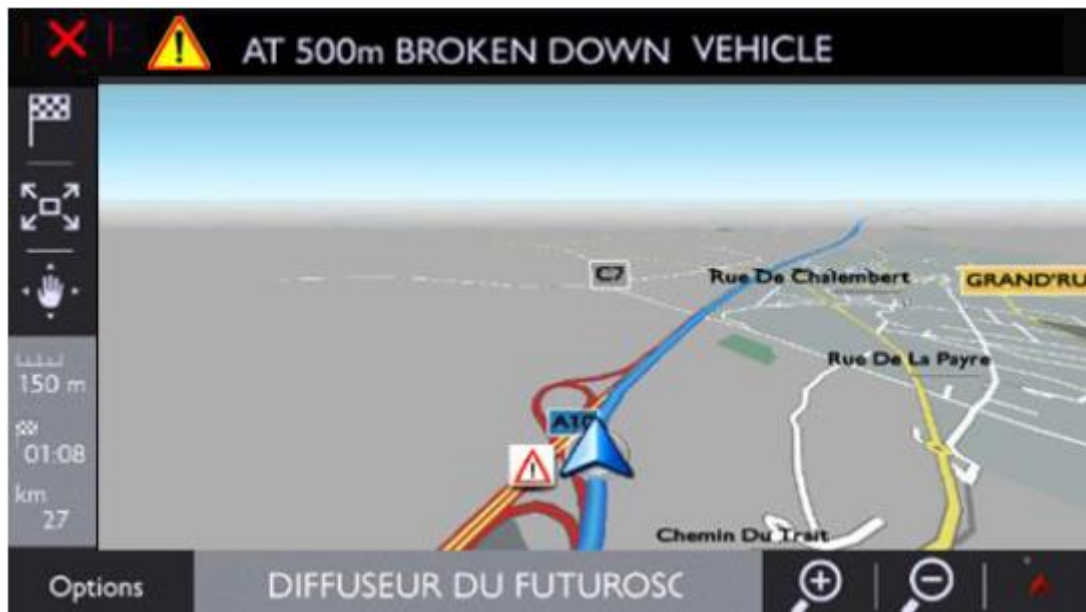 AT 500m BROKEN DOWN VEHICLE
C7
Rue De Chalembert
GRAND'RU
Rue De La Payre
150 m
A10
01:08
km
27
Chemin Du Trait
Options
DIFFUSEUR DU FUTUROSC